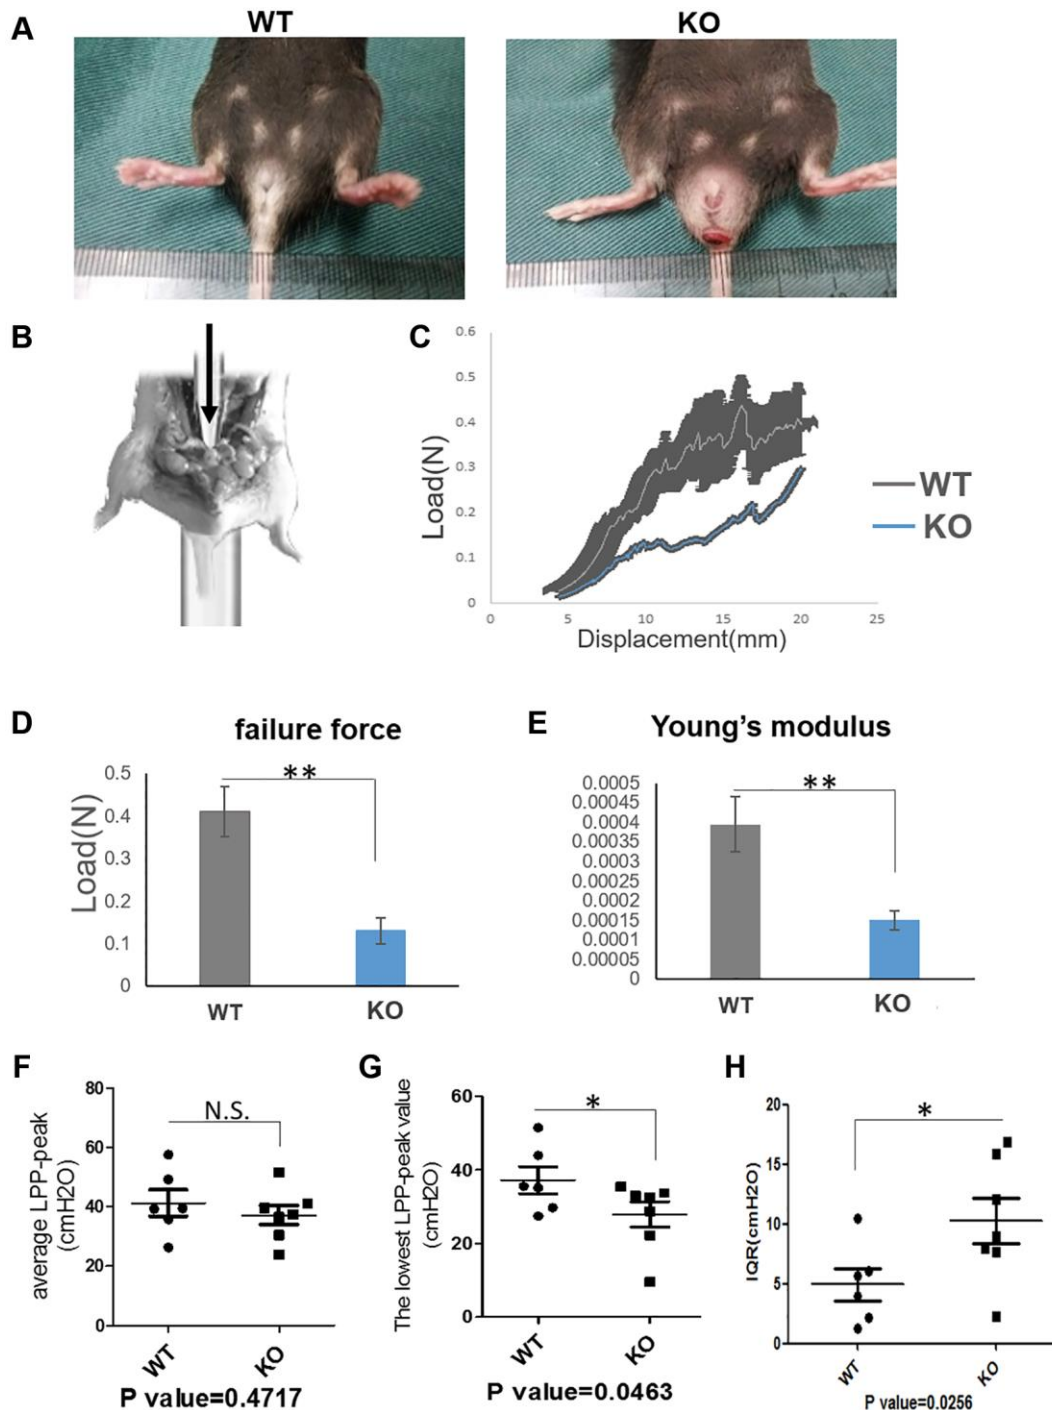 A
WT
KO
B
C
0.6
0.5
0.4
0.3
0.2
0.1
0
Load(N)
0
5
10
15
20
25
Displacement(mm)
WT
KO
D
failure force
**
0.5
0.4
0.3
0.2
0.1
0
Load(N)
WT
KO
E
Young's modulus
**
0.0005
0.00045
0.0004
0.00035
0.0003
0.00025
0.0002
0.00015
0.0001
0.00005
0
WT
KO
F
80
60
40
20
0
average LPP-peak
(cmH2O)
N.S.
WT
KO
P value=0.4717
G
60
40
20
0
The lowest LPP-peak value
(cmH2O)
*
WT
KO
P value=0.0463
H
20
15
10
5
0
IQR(cmH2O)
*
WT
KO
P value=0.0256